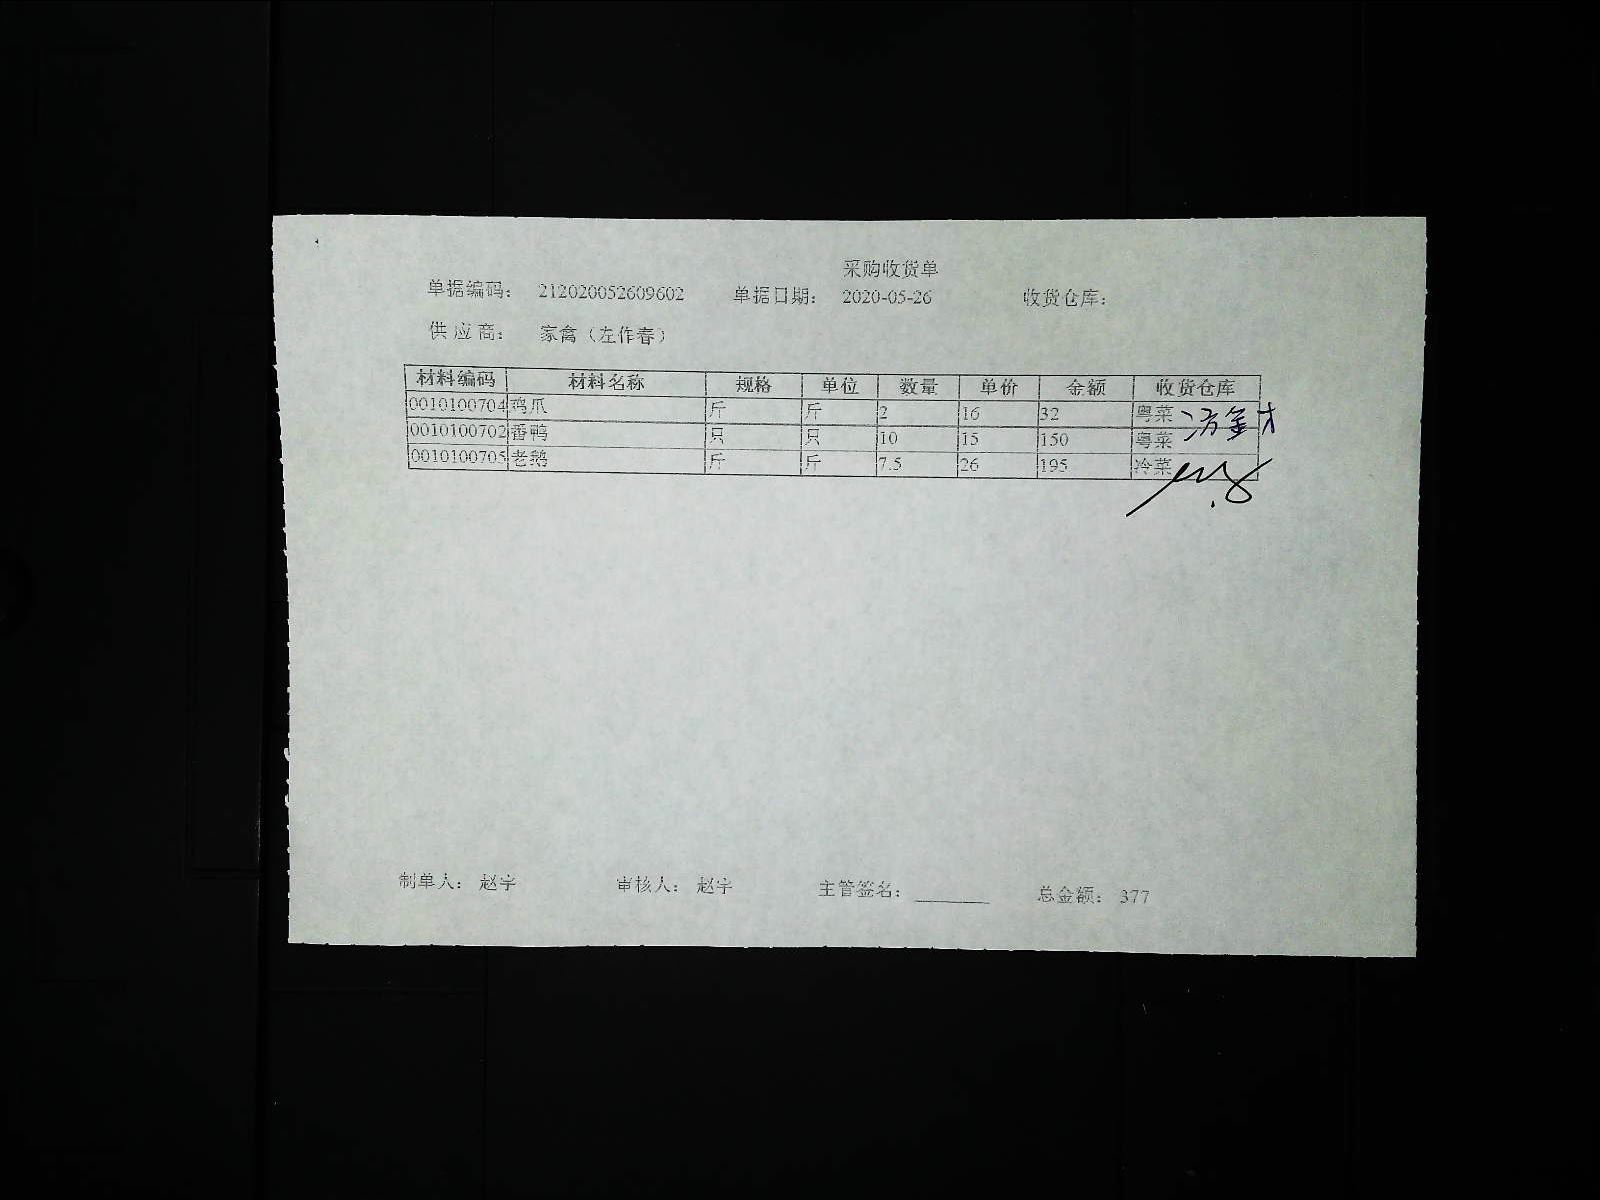 采购收货单
单据编码： 212020052609602 单据日期： 2020-05-26 收货仓库：
供应商： 家禽（左作春）
材料编码 材料名称 规格 单位 数量 单价 金额 收货仓库
0010100704 鸡爪 斤 斤 2 16 32 粤菜
0010100702 番鸭 只 只 10 15 150 粤菜
0010100705 老鹅 斤 斤 7.5 26 195 冷菜
制单人： 赵宇 审核人： 赵宇 主管签名： 总金额： 377